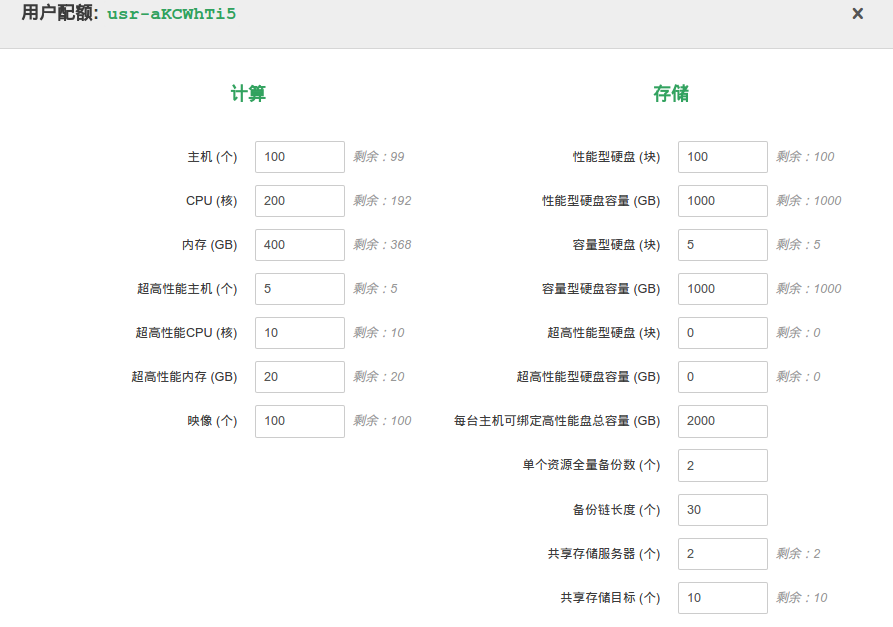 用户配额: usr-aKCWhTi5 ×
计算
主机 (个) 100 剩余：99
CPU (核) 200 剩余：192
内存 (GB) 400 剩余：368
超高性能主机 (个) 5 剩余：5
超高性能CPU (核) 10 剩余：10
超高性能内存 (GB) 20 剩余：20
映像 (个) 100 剩余：100
存储
性能型硬盘 (块) 100 剩余：100
性能型硬盘容量 (GB) 1000 剩余：1000
容量型硬盘 (块) 5 剩余：5
容量型硬盘容量 (GB) 1000 剩余：1000
超高性能型硬盘 (块) 0 剩余：0
超高性能型硬盘容量 (GB) 0 剩余：0
每台主机可绑定高性能盘总容量 (GB) 2000
单个资源全量备份数 (个) 2
备份链长度 (个) 30
共享存储服务器 (个) 2 剩余：2
共享存储目标 (个) 10 剩余：10